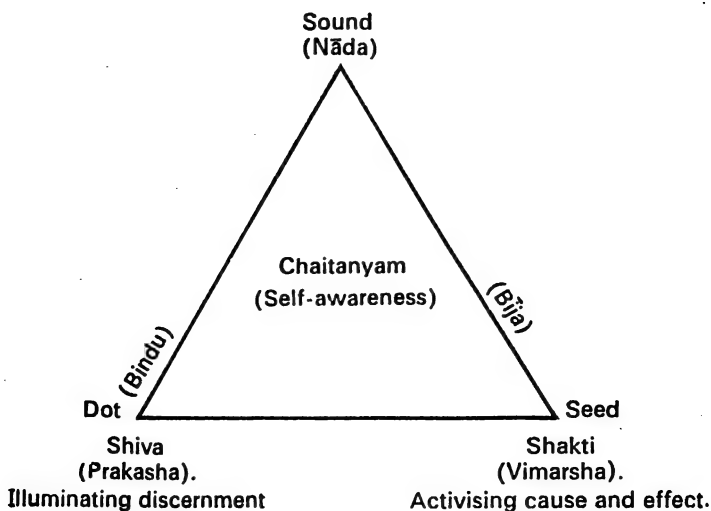 Sound
(Nāda)
Chaitanyam
(Self-awareness)
(Bindu)
(Bīja)
Dot
Seed
Shiva
(Prakasha).
Illuminating discernment
Shakti
(Vimarsha).
Activising cause and effect.